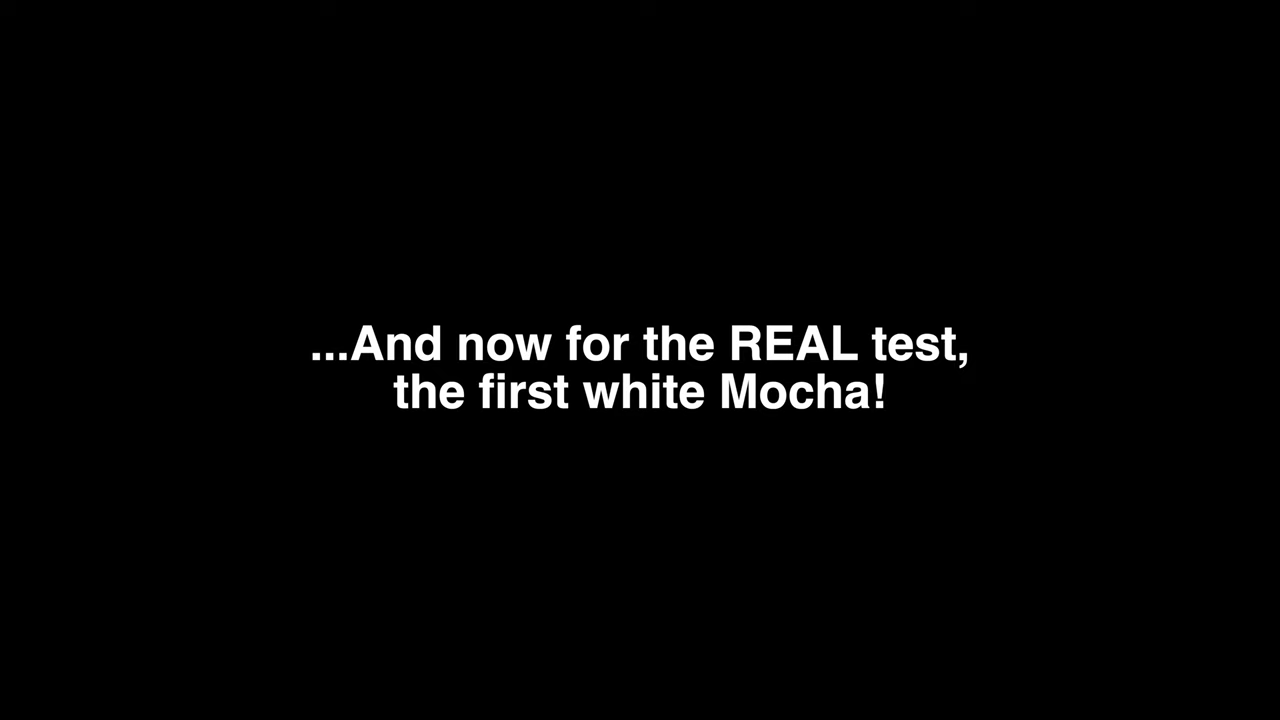 ...And now for the REAL test,
the first white Mocha!